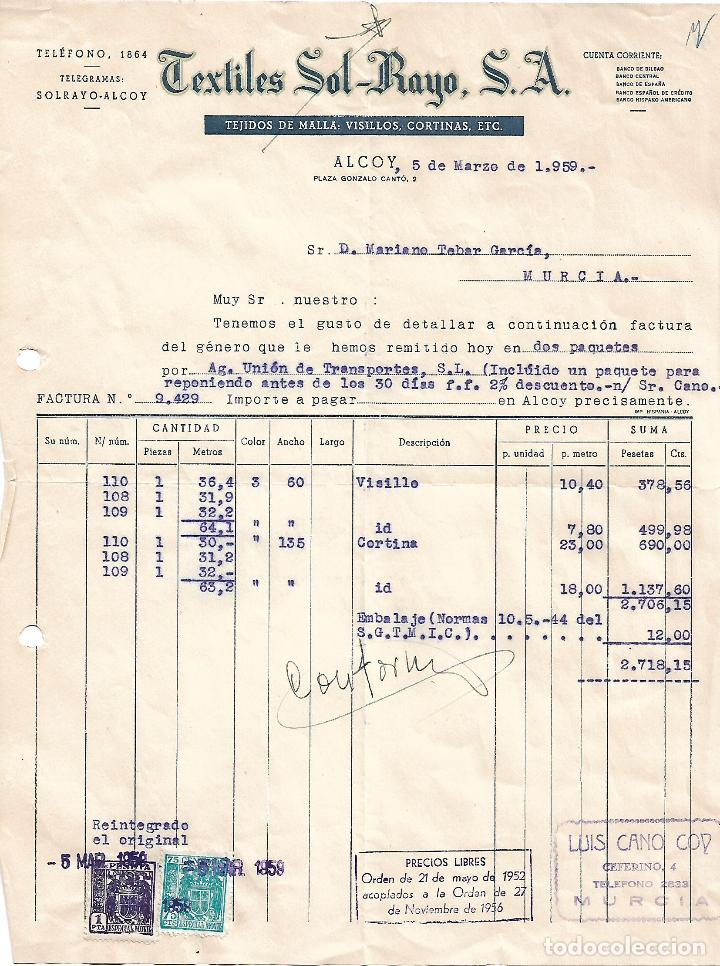 TELÉFONO, 1864
TELEGRAMAS:
SOLRAYO-ALCOY
Textiles Sol-Rayo, S.A.
CUENTA CORRIENTE:
BANCO DE BILBAO
BANCO CENTRAL
BANCO DE ESPAÑA
BANCO ESPAÑOL DE CRÉDITO
BANCO HISPANO AMERICANO
TEJIDOS DE MALLA: VISILLOS, CORTINAS, ETC.
ALCOY, 5 de Marzo de 1.959.-
PLAZA GONZALO CANTÓ, 2
Sr. D. Mariano Tebar García,
MURCIA.-
Muy Sr . nuestro :
Tenemos el gusto de detallar a continuación factura
del género que le hemos remitido hoy en dos paquetes
por Ag. Unión de Transportes, S.L. (Incluído un paquete para
reponiendo antes de los 30 días f.f. 2% descuento.-n/ Sr. Cano.-
FACTURA N.º 9.429 Importe a pagar en Alcoy precisamente.
IMP. HISPANIA - ALCOY
Su núm. N/ núm. CANTIDAD Color Ancho Largo Descripción PRECIO SUMA
Piezas Metros p. unidad p. metro Pesetas Cts.
110 1 36,4 3 60 Visillo 10,40 378,56
108 1 31,9
109 1 32,2
64,1 " " id 7,80 499,98
110 1 30,- " 135 Cortina 23,00 690,00
108 1 31,2
109 1 32,-
63,2 " " id 18,00 1.137,60
2.706,15
Embalaje(Normas 10.5.-44 del
S.G.T.M.I.C.). . . . . . . 12,00
2.718,15
Conforme
Reintegrado
el original
- 5 MAR. 1959
MAR. 1959
1 PTA ESPECIAL MOVIL
75
PRECIOS LIBRES
Orden de 21 de mayo de 1952
acoplados a la Ordan de 27
de Noviembre de 1956
LUIS CANO COY
CEFERINO, 4
TELEFONO 2833
MURCIA
todocoleccion